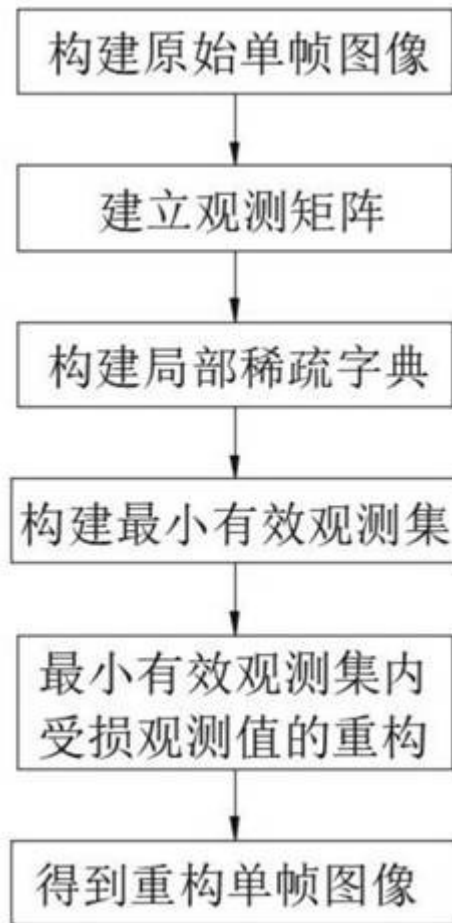 构建原始单帧图像
建立观测矩阵
构建局部稀疏字典
构建最小有效观测集
最小有效观测集内
受损观测值的重构
得到重构单帧图像